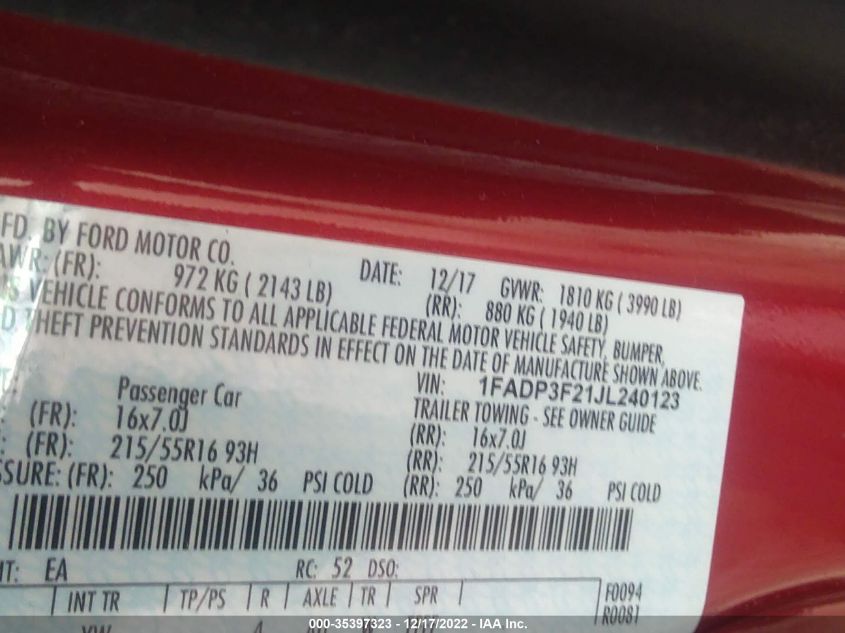 FD. BY FORD MOTOR CO.
DATE: 12/17 GVWR: 1810 KG ( 3990 LB)
AWR: (FR): 972 KG ( 2143 LB) (RR): 880 KG ( 1940 LB)
S VEHICLE CONFORMS TO ALL APPLICABLE FEDERAL MOTOR VEHICLE SAFETY, BUMPER,
D THEFT PREVENTION STANDARDS IN EFFECT ON THE DATE OF MANUFACTURE SHOWN ABOVE.
VIN: 1FADP3F21JL240123
Passenger Car TRAILER TOWING - SEE OWNER GUIDE
(FR): 16x7.0J (RR): 16x7.0J
(FR): 215/55R16 93H (RR): 215/55R16 93H
SSURE: (FR): 250 kPa/ 36 PSI COLD (RR): 250 kPa/ 36 PSI COLD
NT: EA RC: 52 DSO:
INT TR TP/PS R AXLE TR SPR F0094
R0081
000-35397323 - 12/17/2022 - IAA Inc.